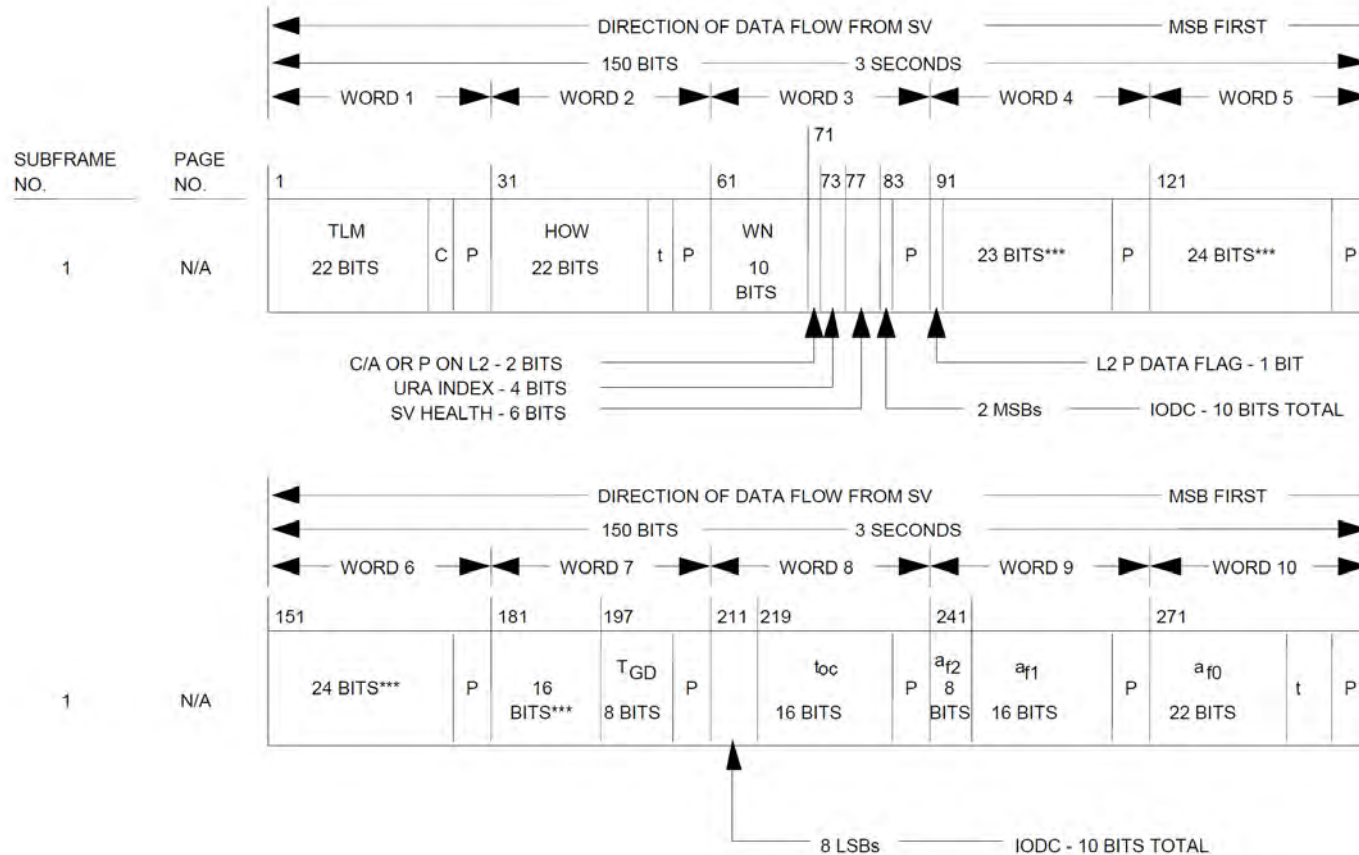 DIRECTION OF DATA FLOW FROM SV MSB FIRST
150 BITS 3 SECONDS
WORD 1 WORD 2 WORD 3 WORD 4 WORD 5
SUBFRAME NO.
PAGE NO.
1 31 61 71 73 77 83 91 121
1
N/A
TLM
22 BITS
C
P
HOW
22 BITS
t
P
WN
10
BITS
P
23 BITS***
P
24 BITS***
P
C/A OR P ON L2 - 2 BITS
URA INDEX - 4 BITS
SV HEALTH - 6 BITS
L2 P DATA FLAG - 1 BIT
2 MSBs IODC - 10 BITS TOTAL
DIRECTION OF DATA FLOW FROM SV MSB FIRST
150 BITS 3 SECONDS
WORD 6 WORD 7 WORD 8 WORD 9 WORD 10
151 181 197 211 219 241 271
1
N/A
24 BITS***
P
16
BITS***
TGD
8 BITS
P
toc
16 BITS
P
af2
8
BITS
af1
16 BITS
P
af0
22 BITS
t
P
8 LSBs IODC - 10 BITS TOTAL